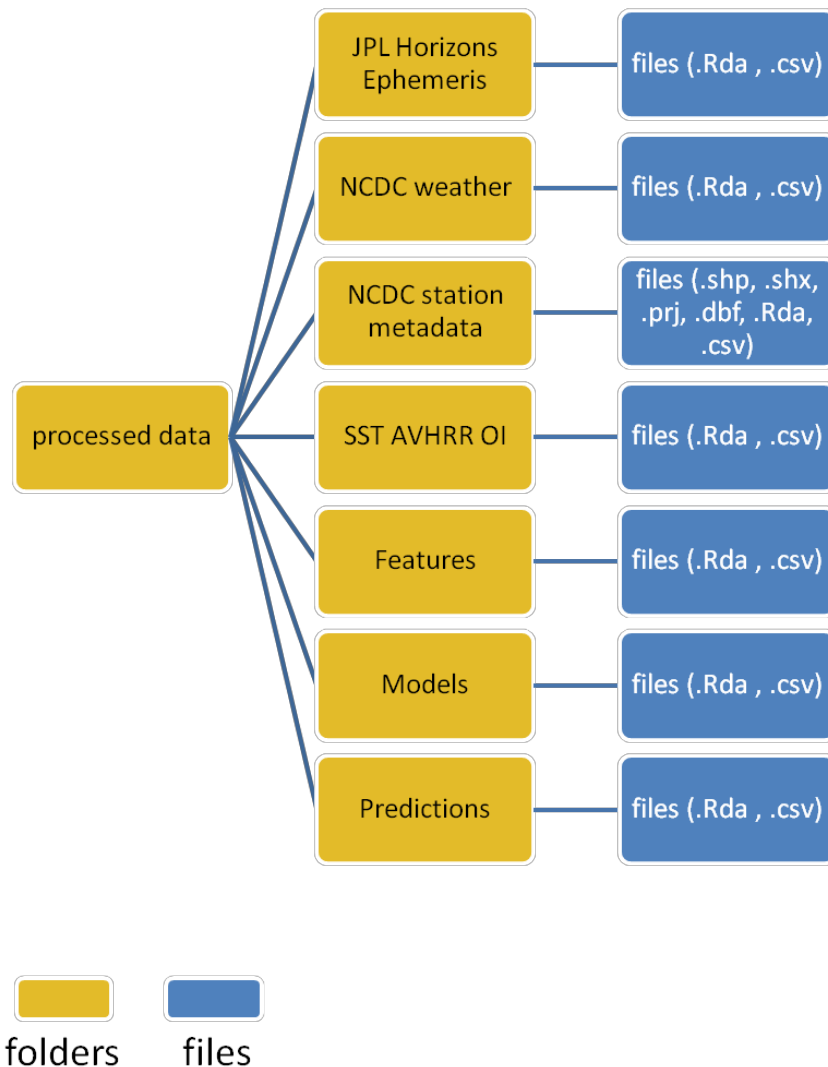 JPL Horizons
Ephemeris
files (.Rda , .csv)
NCDC weather
files (.Rda , .csv)
NCDC station
metadata
files (.shp, .shx,
.prj, .dbf, .Rda,
.csv)
processed data
SST AVHRR OI
files (.Rda , .csv)
Features
files (.Rda , .csv)
Models
files (.Rda , .csv)
Predictions
files (.Rda , .csv)
folders
files